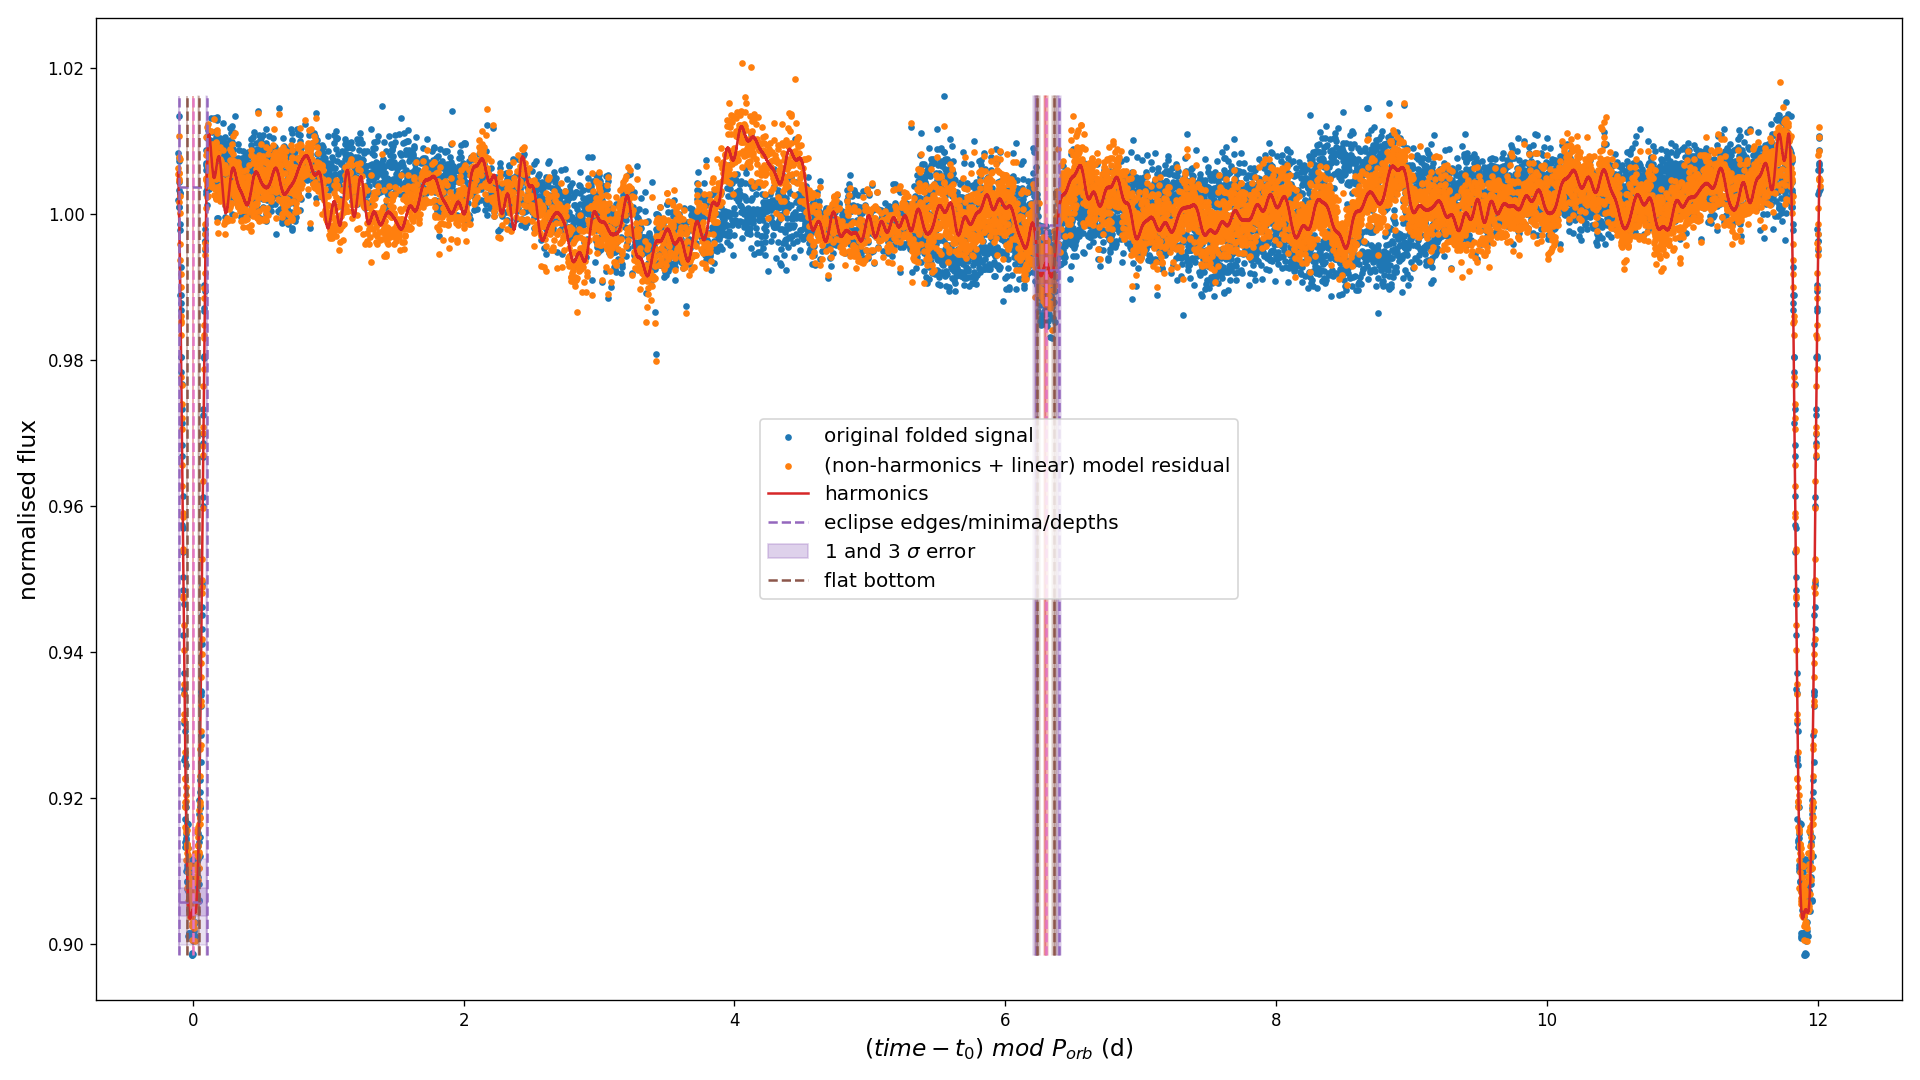 1.02
1.00
0.98
0.96
0.94
0.92
0.90
normalised flux
original folded signal
(non-harmonics + linear) model residual
harmonics
eclipse edges/minima/depths
1 and 3 σ error
flat bottom
0 2 4 6 8 10 12
(time − t₀) mod Pₒᵣb (d)